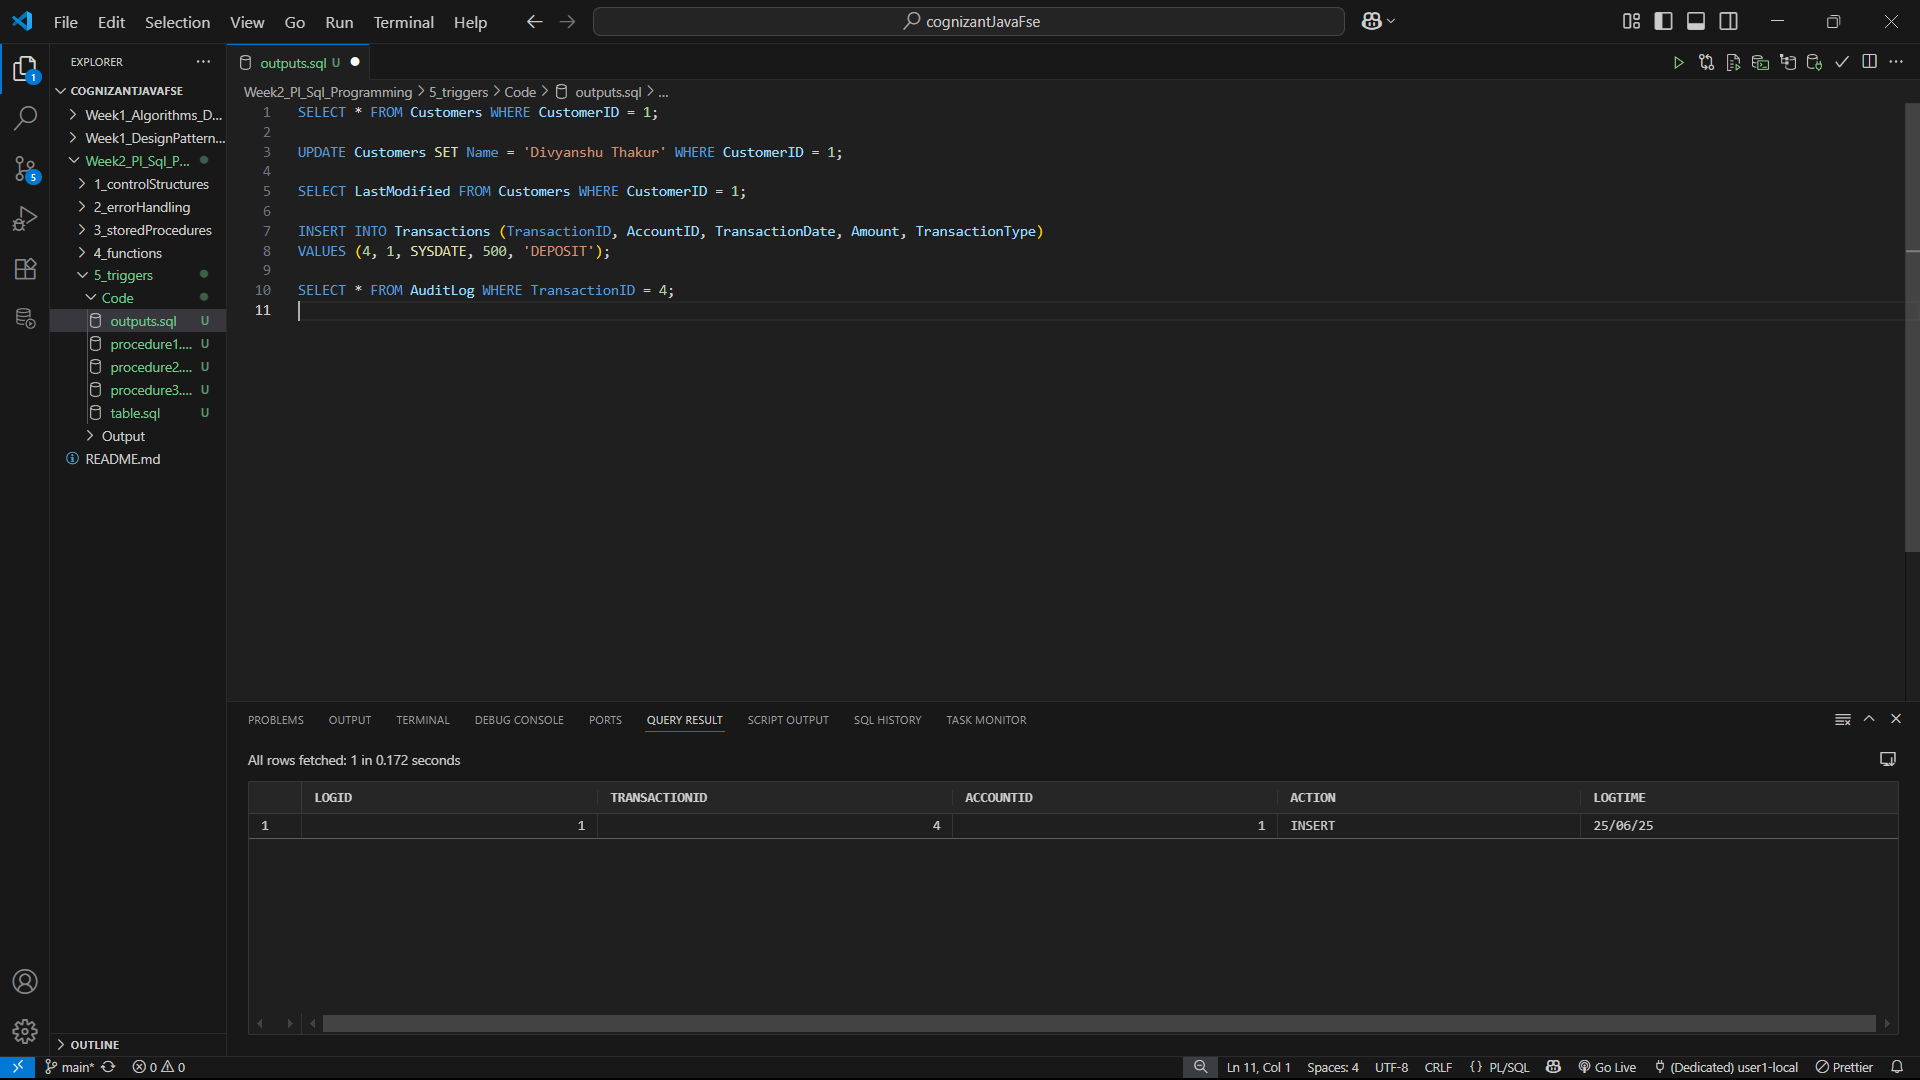 File Edit Selection View Go Run Terminal Help
cognizantJavaFse
EXPLORER
COGNIZANTJAVAFSE
Week1_Algorithms_D...
Week1_DesignPattern...
Week2_Pl_Sql_P...
1_controlStructures
2_errorHandling
3_storedProcedures
4_functions
5_triggers
Code
outputs.sql U
procedure1.... U
procedure2.... U
procedure3.... U
table.sql U
Output
README.md
OUTLINE
1
5
outputs.sql U
Week2_Pl_Sql_Programming > 5_triggers > Code > outputs.sql > ...
1 SELECT * FROM Customers WHERE CustomerID = 1;
2
3 UPDATE Customers SET Name = 'Divyanshu Thakur' WHERE CustomerID = 1;
4
5 SELECT LastModified FROM Customers WHERE CustomerID = 1;
6
7 INSERT INTO Transactions (TransactionID, AccountID, TransactionDate, Amount, TransactionType)
8 VALUES (4, 1, SYSDATE, 500, 'DEPOSIT');
9
10 SELECT * FROM AuditLog WHERE TransactionID = 4;
11
PROBLEMS OUTPUT TERMINAL DEBUG CONSOLE PORTS QUERY RESULT SCRIPT OUTPUT SQL HISTORY TASK MONITOR
All rows fetched: 1 in 0.172 seconds
LOGID TRANSACTIONID ACCOUNTID ACTION LOGTIME
1 1 4 1 INSERT 25/06/25
main* 0 0 Ln 11, Col 1 Spaces: 4 UTF-8 CRLF {} PL/SQL Go Live (Dedicated) user1-local Prettier